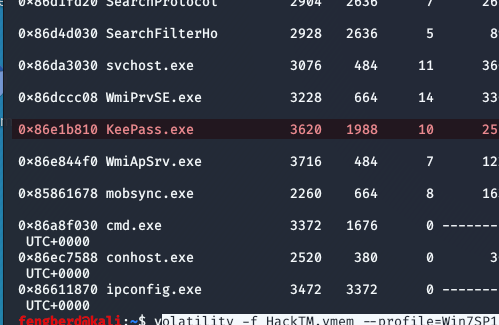 0×86d1fd20 SearchProtocol 2904 2636 7 26
0×86d4d030 SearchFilterHo 2928 2636 5 8
0×86da3030 svchost.exe 3076 484 11 36
0×86dccc08 WmiPrvSE.exe 3228 664 14 33
0×86e1b810 KeePass.exe 3620 1988 10 25
0×86e844f0 WmiApSrv.exe 3716 484 7 12
0×85861678 mobsync.exe 2260 664 8 16
0×86a8f030 cmd.exe 3372 1676 0 -------
UTC+0000
0×86ec7588 conhost.exe 2520 380 0 3
UTC+0000
0×86611870 ipconfig.exe 3472 3372 0 -------
UTC+0000
fengberd@kali:~$ volatility -f HackTM.vmem --profile=Win7SP1